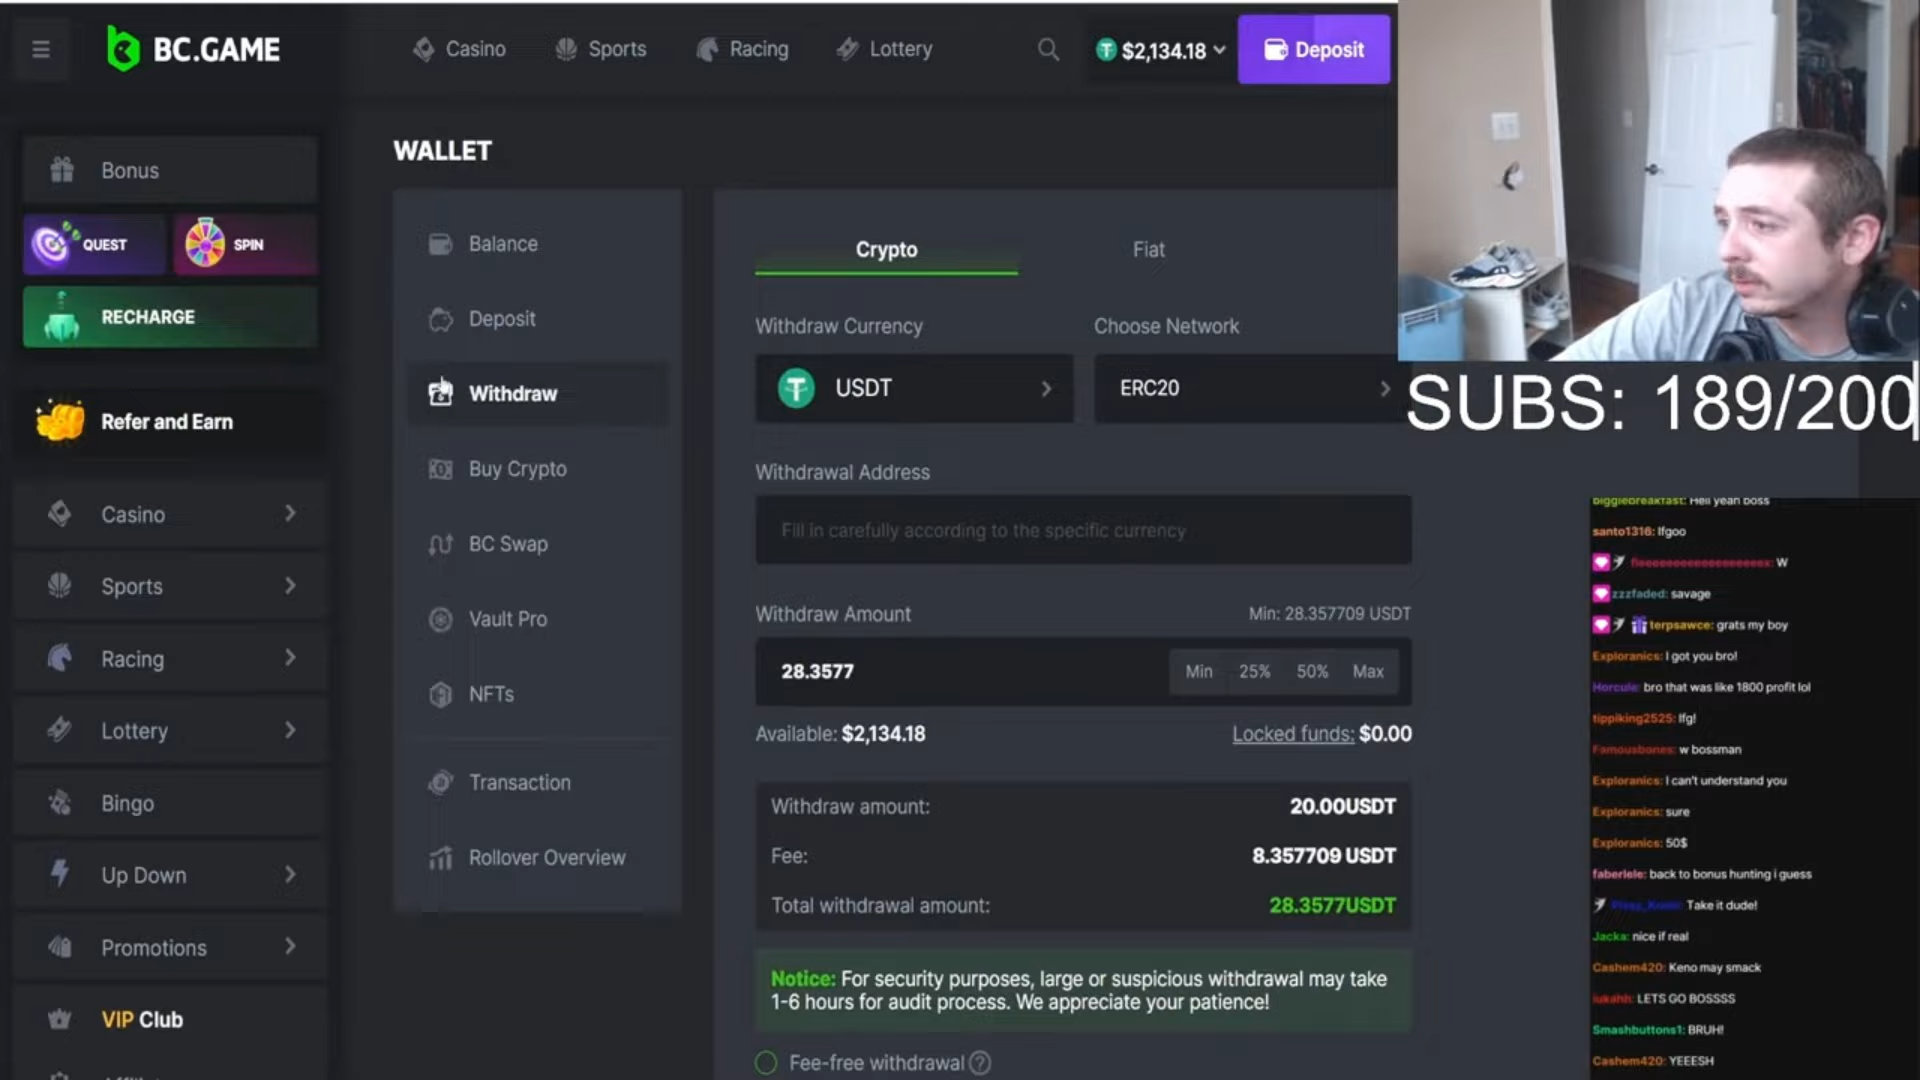 BC.GAME
Casino
Sports
Racing
Lottery
$2,134.18
Deposit
Bonus
QUEST
SPIN
RECHARGE
Refer and Earn
Casino
Sports
Racing
Lottery
Bingo
Up Down
Promotions
VIP Club
WALLET
Balance
Deposit
Withdraw
Buy Crypto
BC Swap
Vault Pro
NFTs
Transaction
Rollover Overview
Crypto
Fiat
Withdraw Currency
Choose Network
USDT
ERC20
Withdrawal Address
Fill in carefully according to the specific currency
Withdraw Amount
Min: 28.357709 USDT
28.3577
Min 25% 50% Max
Available: $2,134.18
Locked funds: $0.00
Withdraw amount: 20.00USDT
Fee: 8.357709 USDT
Total withdrawal amount: 28.3577USDT
Notice: For security purposes, large or suspicious withdrawal may take
1-6 hours for audit process. We appreciate your patience!
Fee-free withdrawal
SUBS: 189/200
biggiebreakfast: Hell yeah boss
santo1316: lfgoo
W
zzzfaded: savage
terpsawce: grats my boy
Exploranics: I got you bro!
Horcule: bro that was like 1800 profit lol
tippiking2525: lfg!
Famousbones: w bossman
Exploranics: I can't understand you
Exploranics: sure
Exploranics: 50$
faberlele: back to bonus hunting i guess
Take it dude!
Jacka: nice if real
Cashem420: Keno may smack
iukahh: LETS GO BOSSSS
Smashbuttons1: BRUH!
Cashem420: YEEESH